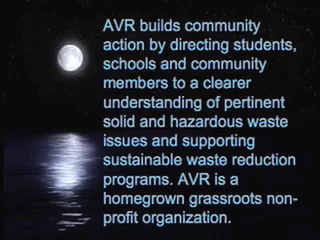 AVR builds community
action by directing students,
schools and community
members to a clearer
understanding of pertinent
solid and hazardous waste
issues and supporting
sustainable waste reduction
programs. AVR is a
homegrown grassroots non-
profit organization.